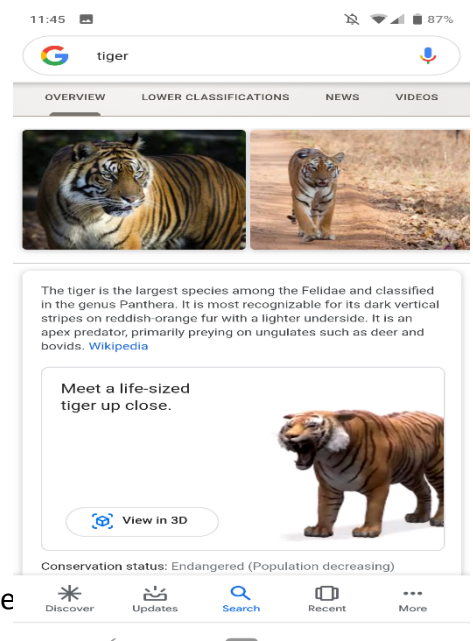 11:45
87%
tiger
OVERVIEW LOWER CLASSIFICATIONS NEWS VIDEOS
The tiger is the largest species among the Felidae and classified
in the genus Panthera. It is most recognizable for its dark vertical
stripes on reddish-orange fur with a lighter underside. It is an
apex predator, primarily preying on ungulates such as deer and
bovids. Wikipedia
Meet a life-sized
tiger up close.
View in 3D
Conservation status: Endangered (Population decreasing)
e
Discover Updates Search Recent More